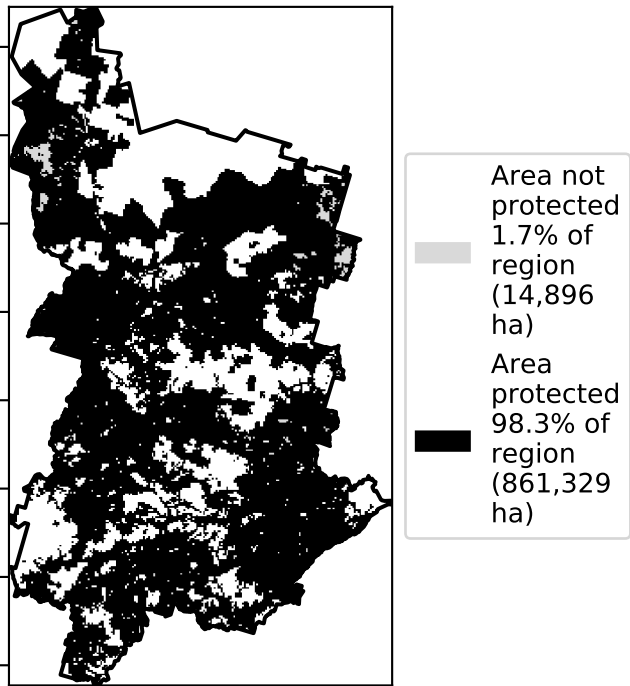 Area not
protected
1.7% of
region
(14,896
ha)
Area
protected
98.3% of
region
(861,329
ha)